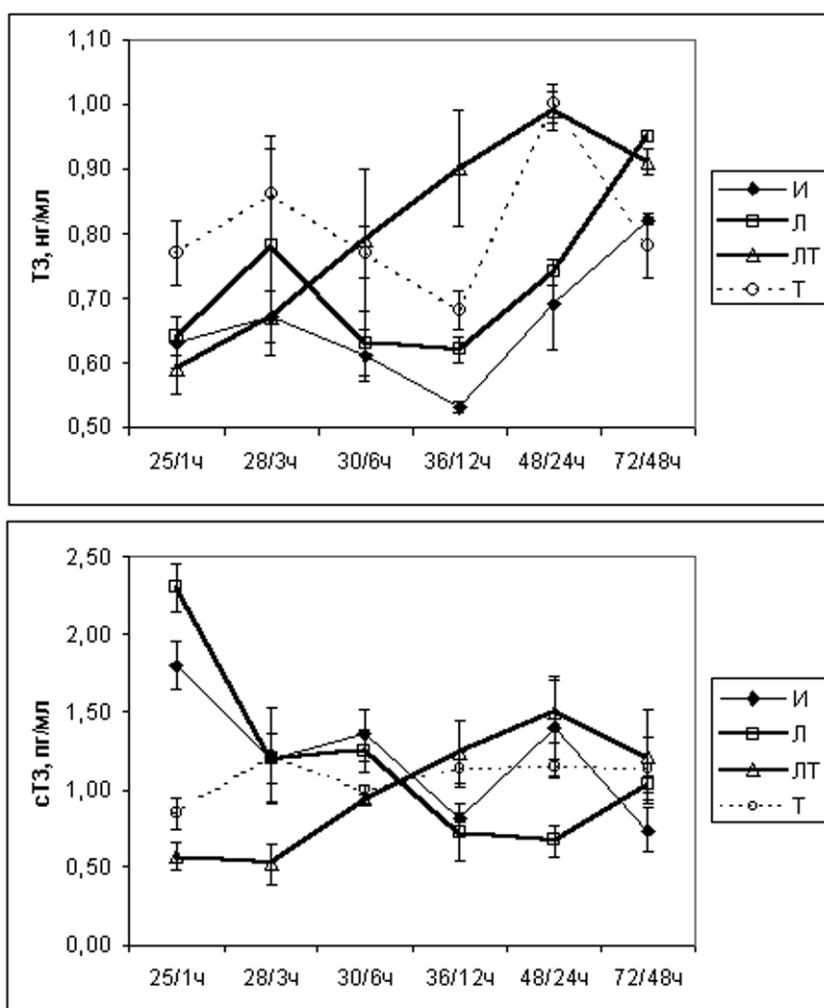 1,10
1,00
0,90
0,80
0,70
0,60
0,50
Т3, нг/мл
25/1ч 28/3ч 30/6ч 36/12ч 48/24ч 72/48ч
И
Л
ЛТ
Т
2,50
2,00
1,50
1,00
0,50
0,00
сТ3, пг/мл
25/1ч 28/3ч 30/6ч 36/12ч 48/24ч 72/48ч
И
Л
ЛТ
Т